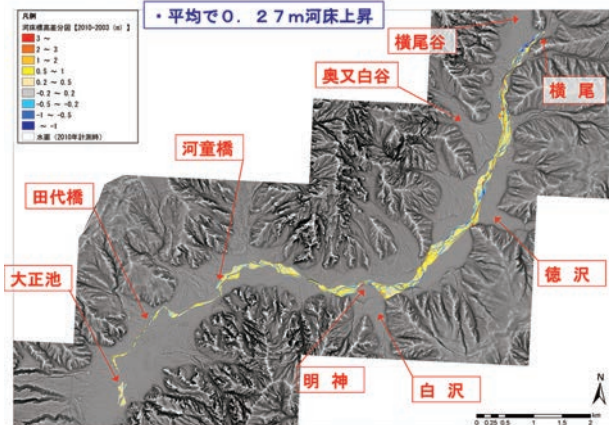 ・平均で０．２７ｍ河床上昇
凡例
河床標高差分図【2010-2003（m）】
3 ～
2 ～ 3
1 ～ 2
0.5 ～ 1
0.2 ～ 0.5
-0.2 ～ 0.2
-0.5 ～ -0.2
-1 ～ -0.5
～ -1
水面（2010年計測時）
横尾谷
横尾
奥又白谷
河童橋
田代橋
大正池
徳沢
明神
白沢
N
0 0.25 0.5 1 1.5 2
km